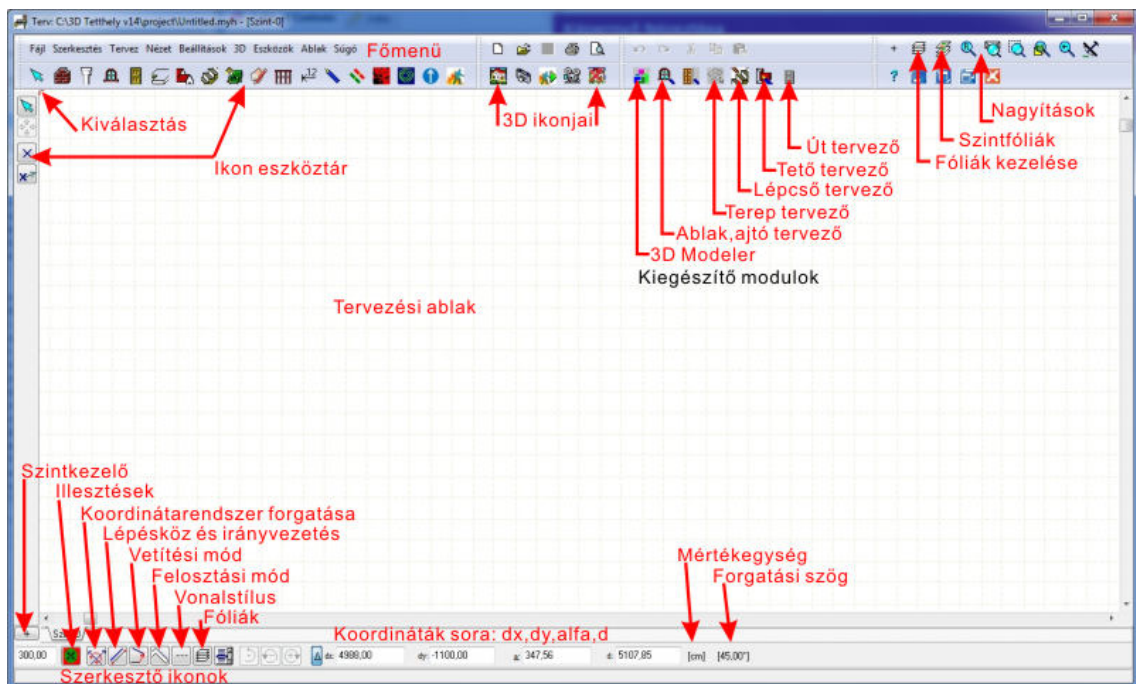 Terv: C:\3D Tetthely v14\project\Untitled.myh - [Szint-0]
Fájl Szerkesztés Tervez Nézet Beállítások 3D Eszközök Ablak Súgó
Főmenü
Kiválasztás
Ikon eszköztár
3D ikonjai
Nagyítások
Szintfóliák
Fóliák kezelése
Út tervező
Tető tervező
Lépcső tervező
Terep tervező
Ablak,ajtó tervező
3D Modeler
Kiegészítő modulok
Tervezési ablak
Szintkezelő
Illesztések
Koordinátarendszer forgatása
Lépésköz és irányvezetés
Vetítési mód
Felosztási mód
Vonalstílus
Fóliák
Mértékegység
Forgatási szög
Koordináták sora: dx,dy,alfa,d
300,00 dx: 4988,00 dy: -1100,00 a: 347,56 d: 5107,85 [cm] [45,00°]
Szerkesztő ikonok